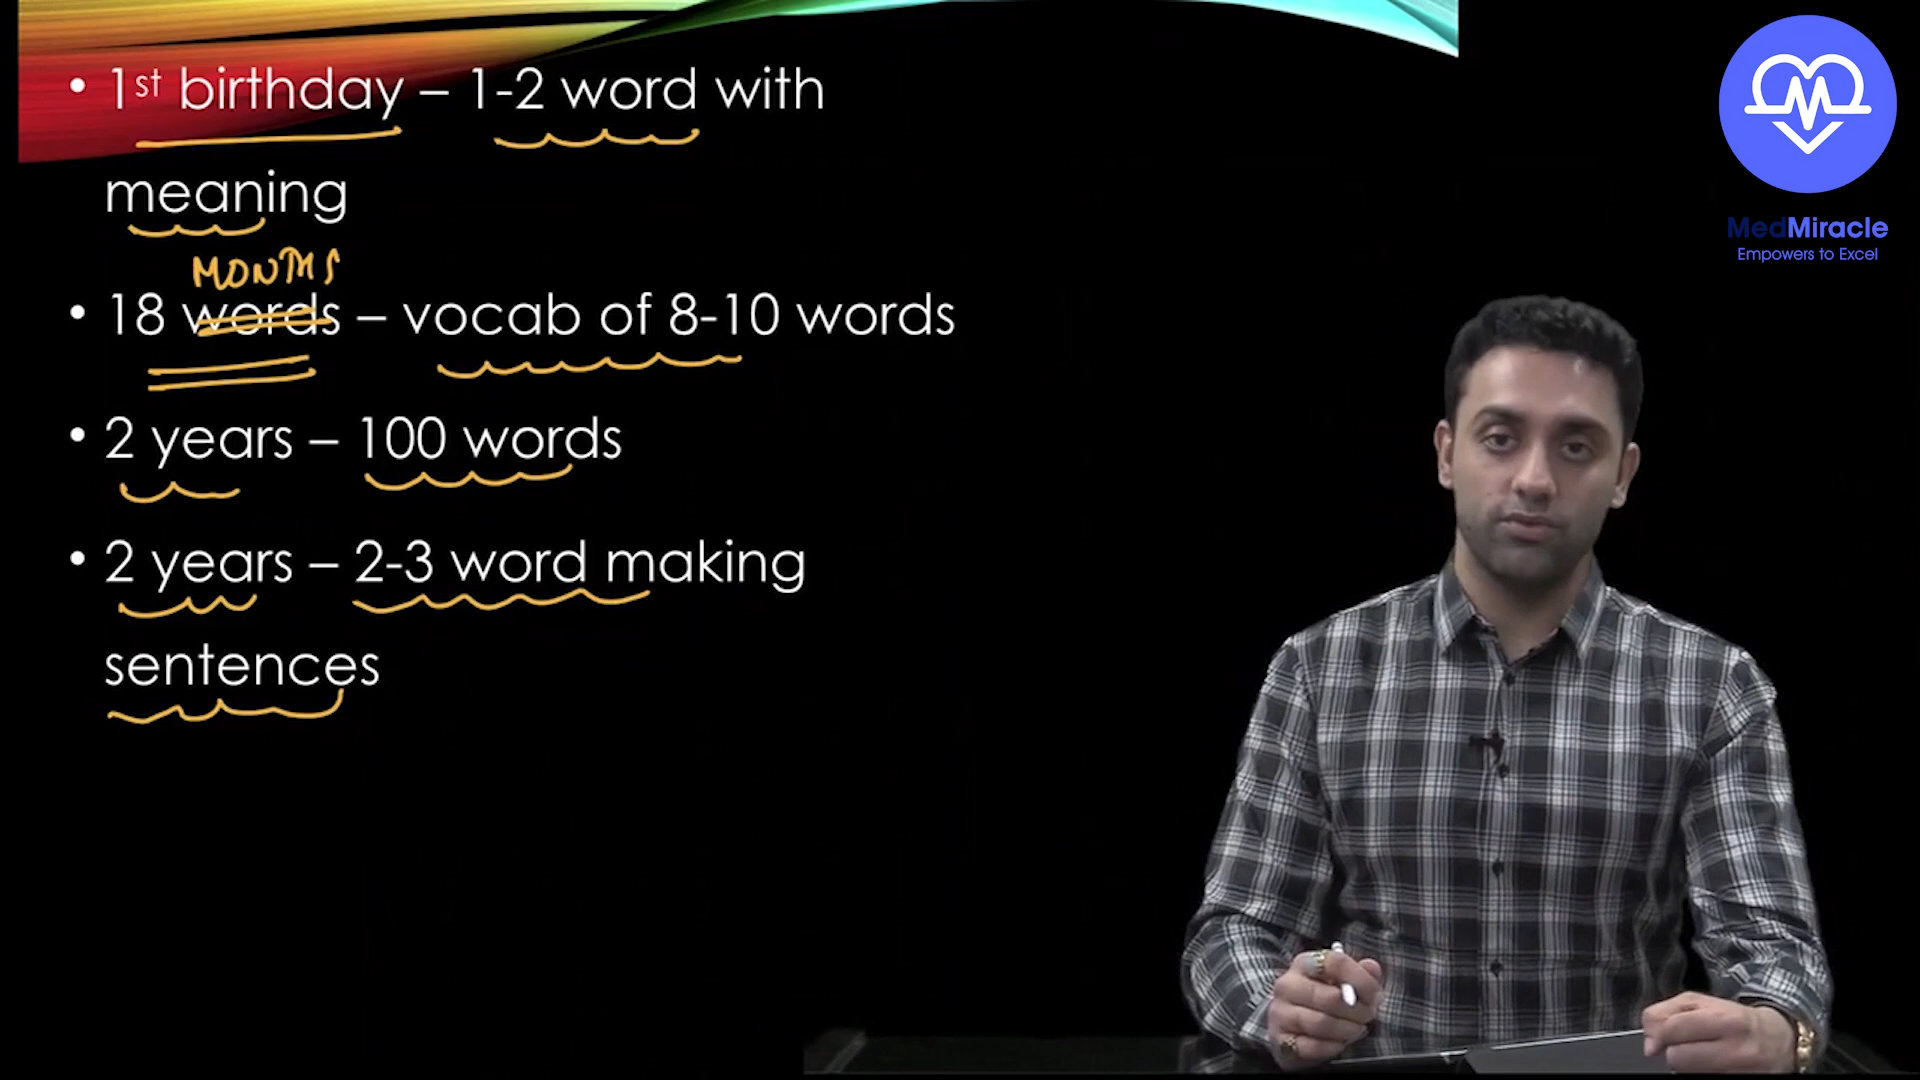 • 1st birthday – 1-2 word with
meaning
MONTHS
• 18 words – vocab of 8-10 words
• 2 years – 100 words
• 2 years – 2-3 word making
sentences
MedMiracle
Empowers to Excel